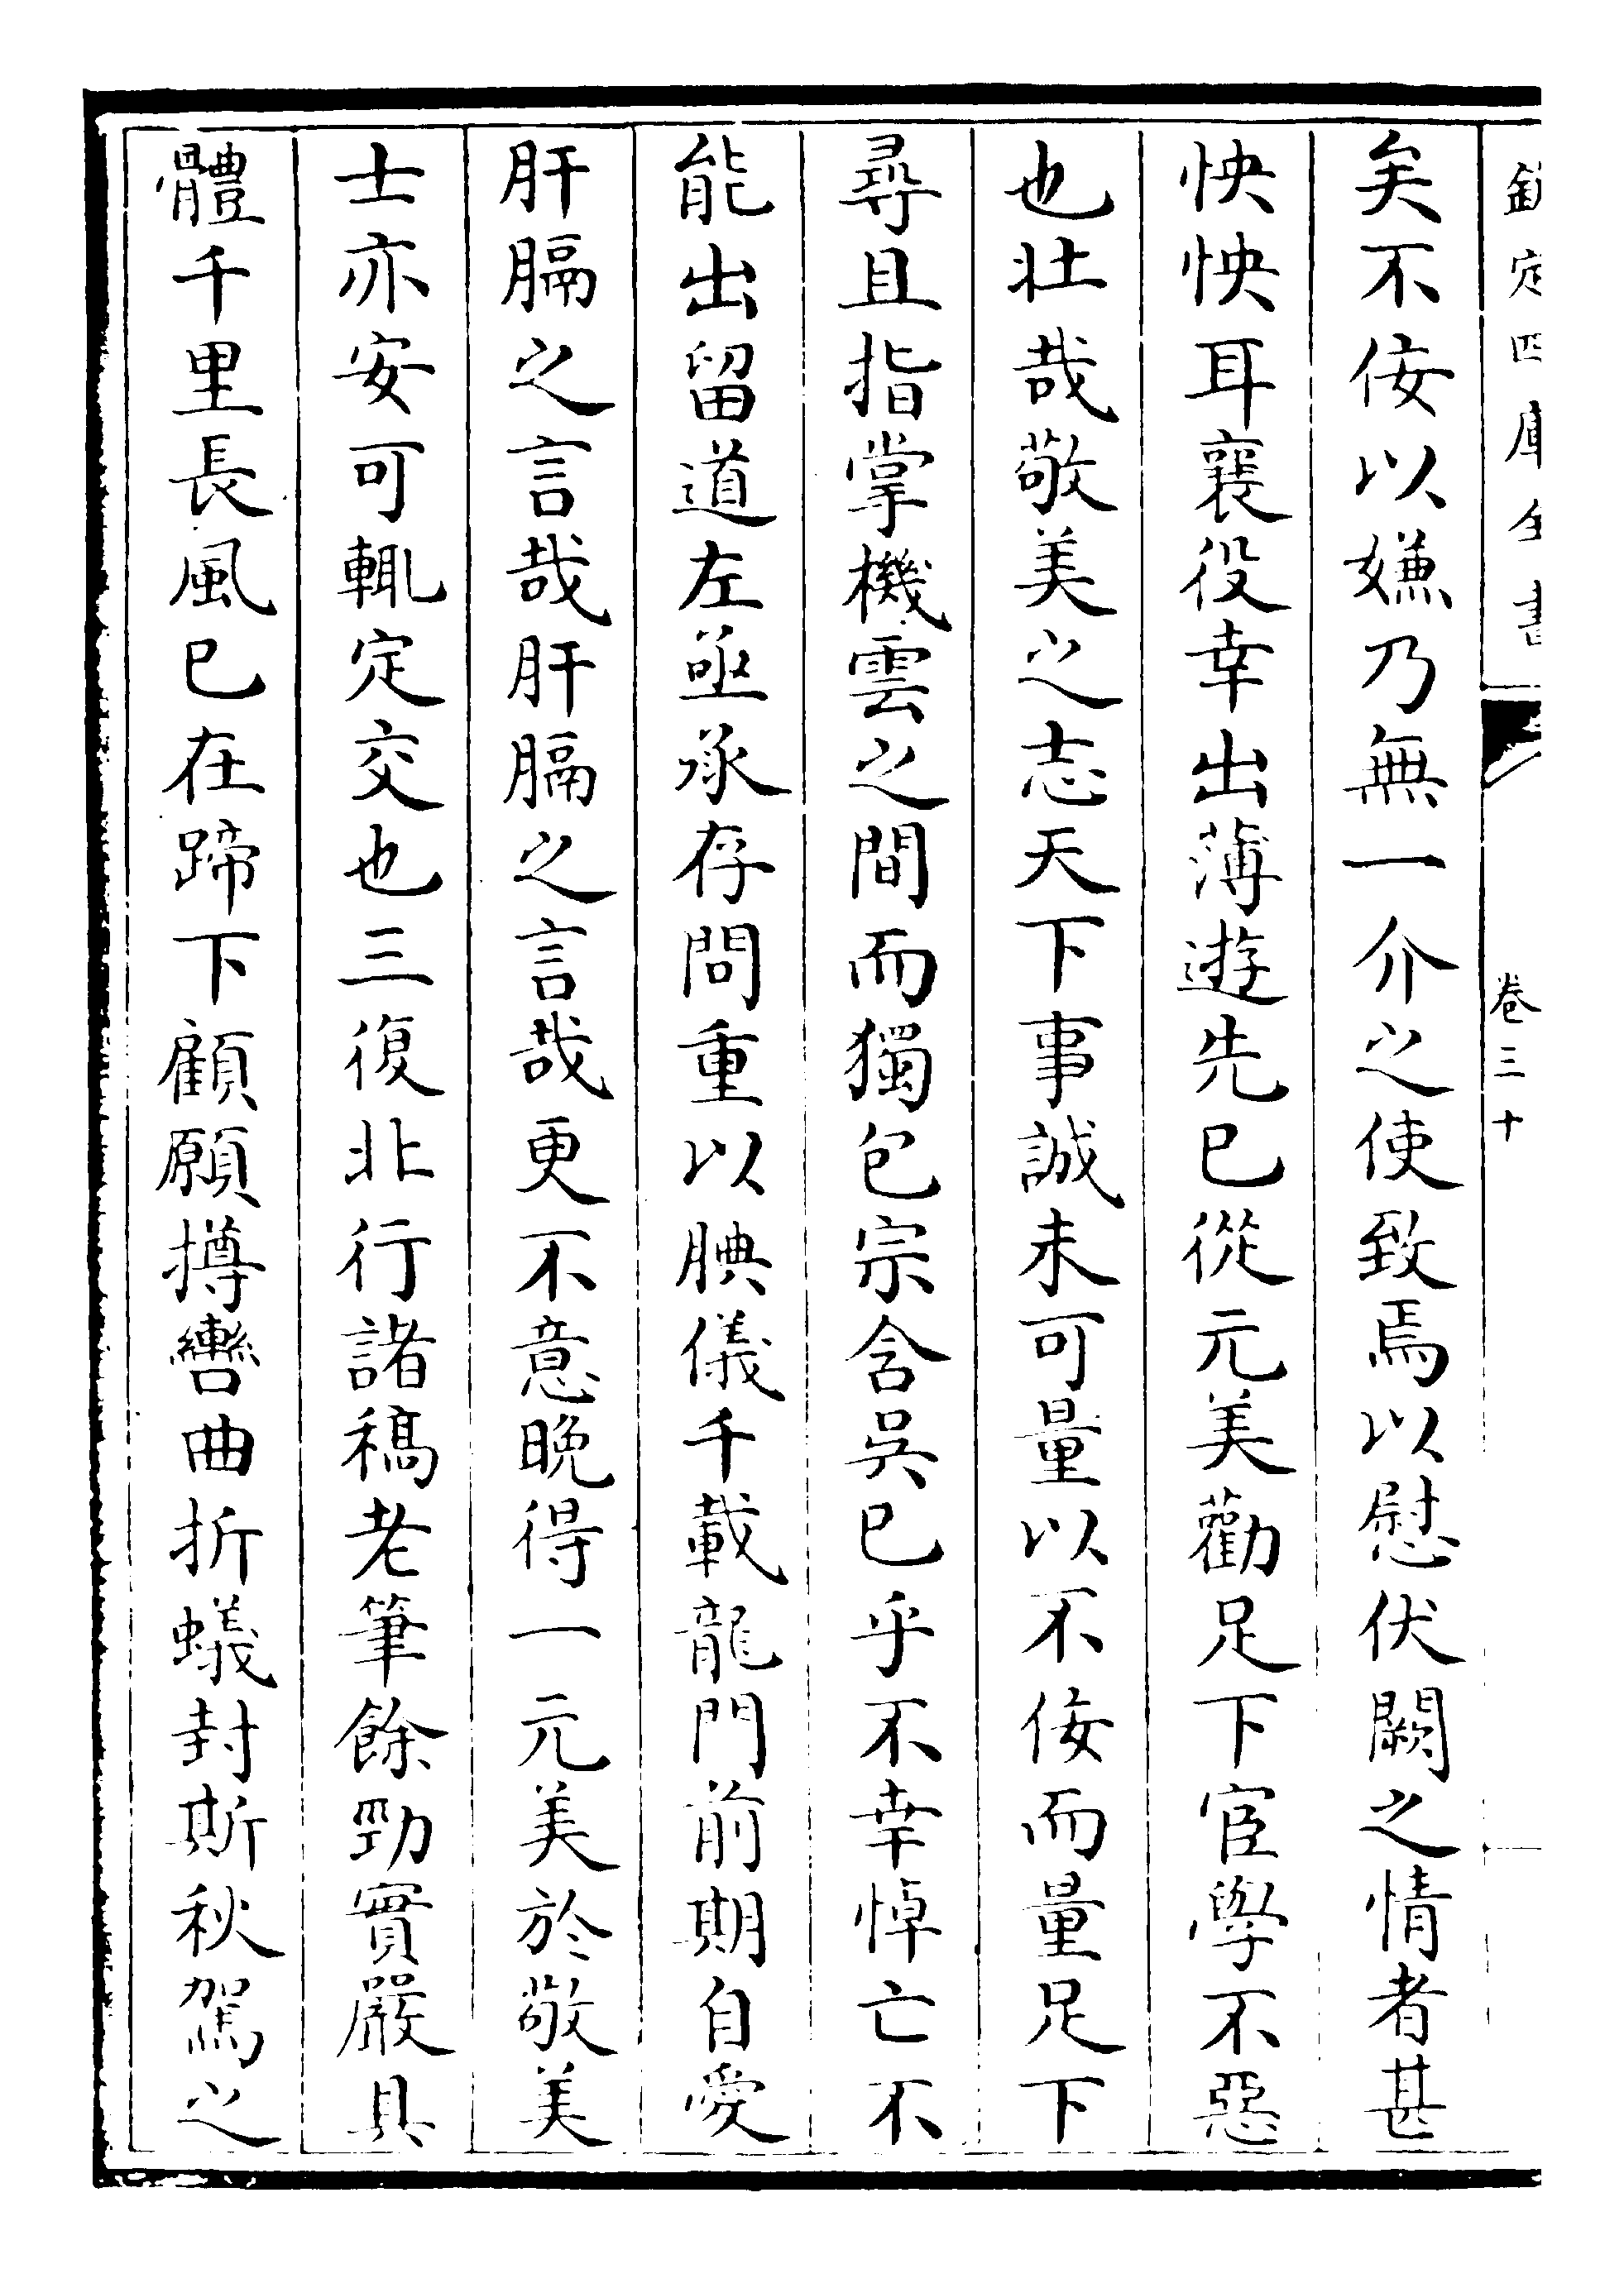 欽定四庫全書
卷三十
矣不佞以嫌乃無一介之使致焉以慰伏闕之情者甚
怏怏耳襄役幸出薄遊先已從元美勸足下宦學不惡
也壮哉敬美之志天下事誠未可量以不佞而量足下
尋且指掌機雲之間而獨包宗含吳已乎不幸悼亡不
能出留道左亟承存問重以腆儀千載龍門前期自愛
肝膈之言哉肝膈之言哉更不意晚得一元美於敬美
士亦安可輒定交也三復北行諸稿老筆餘勁實嚴具
體千里長風已在蹄下顧願撙轡曲折蟻封斯秋駕之